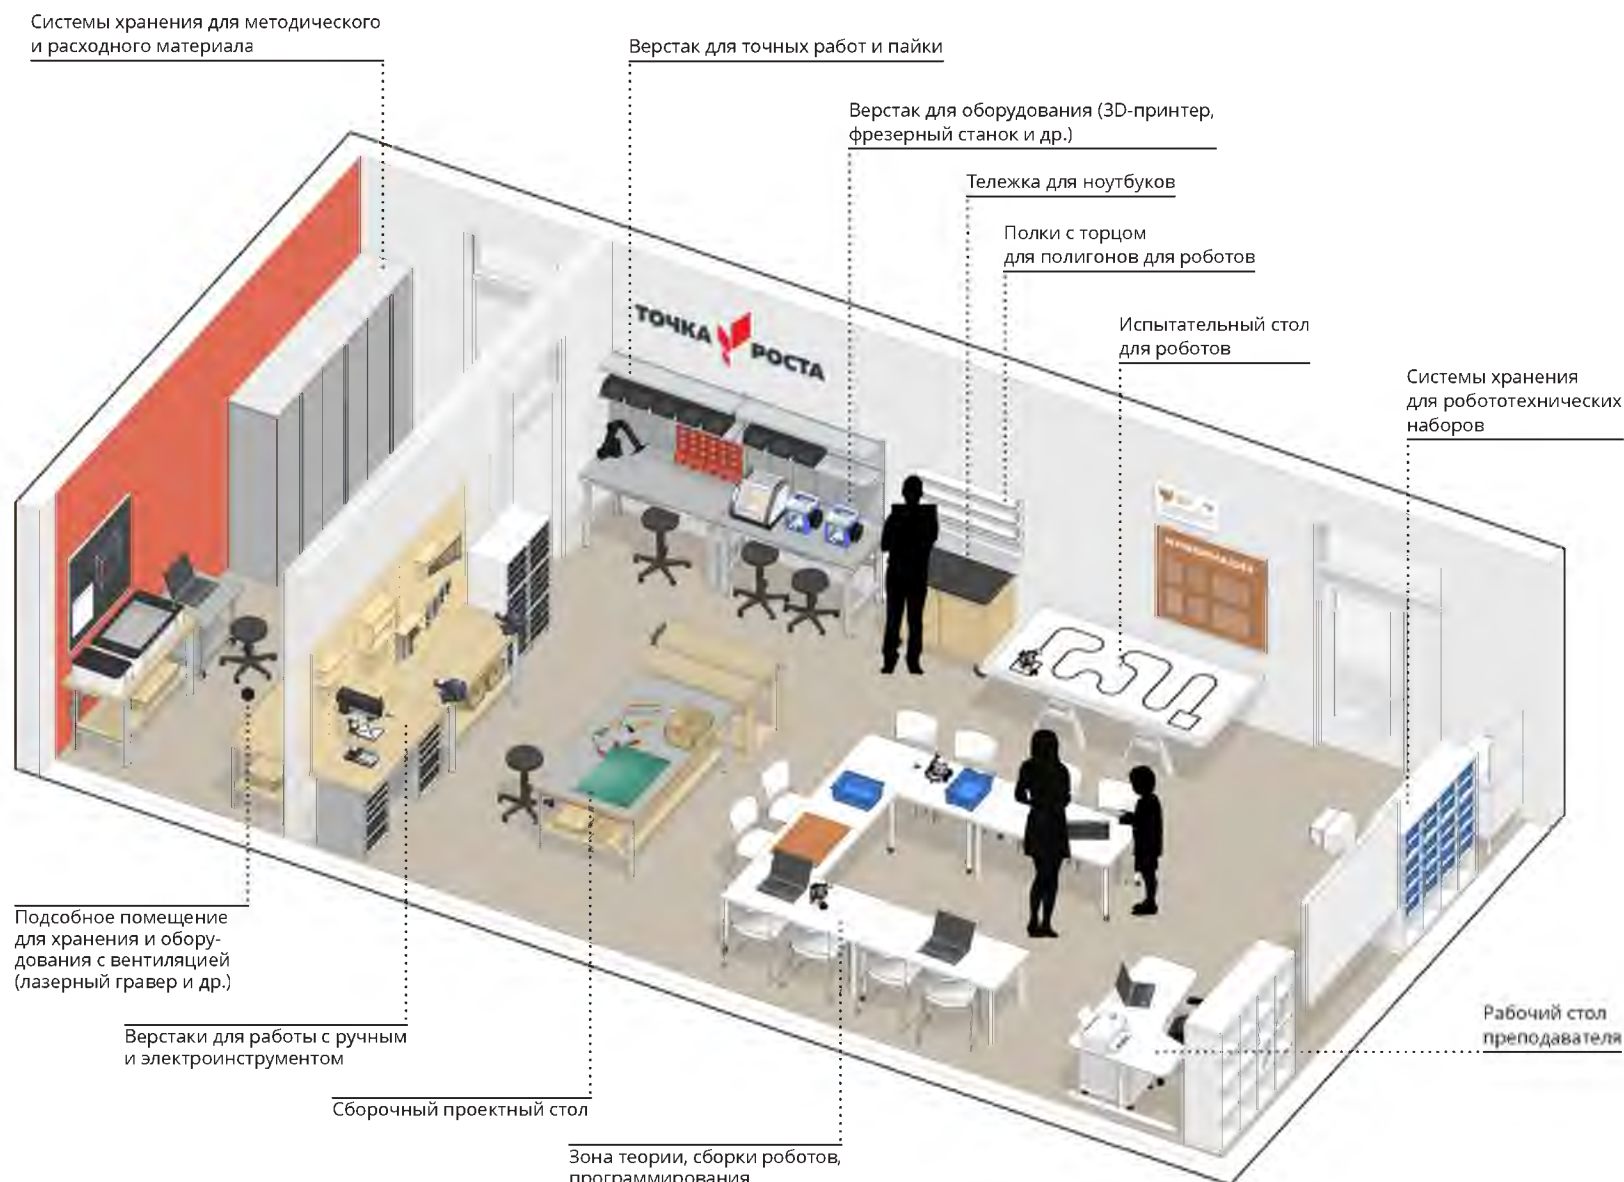 Системы хранения для методического
и расходного материала
Верстак для точных работ и пайки
Верстак для оборудования (3D-принтер,
фрезерный станок и др.)
Тележка для ноутбуков
Полки с торцом
для полигонов для роботов
Испытательный стол
для роботов
Системы хранения
для робототехнических
наборов
ТОЧКА РОСТА
Подсобное помещение
для хранения и обору-
дования с вентиляцией
(лазерный гравер и др.)
Верстаки для работы с ручным
и электроинструментом
Сборочный проектный стол
Зона теории, сборки роботов,
программирования
Рабочий стол
преподавателя